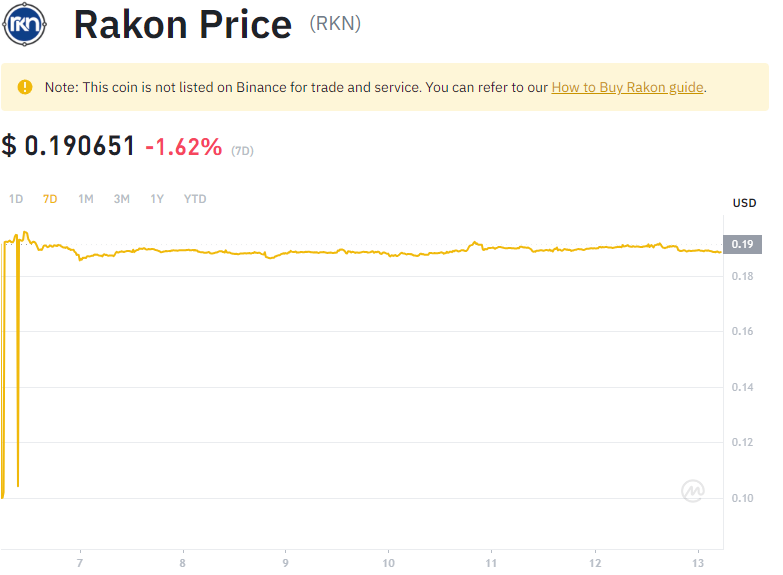 RKN
Rakon Price (RKN)
Note: This coin is not listed on Binance for trade and service. You can refer to our How to Buy Rakon guide.
$ 0.190651 -1.62% (7D)
1D 7D 1M 3M 1Y YTD
USD
0.19
0.18
0.16
0.14
0.12
0.10
7 8 9 10 11 12 13